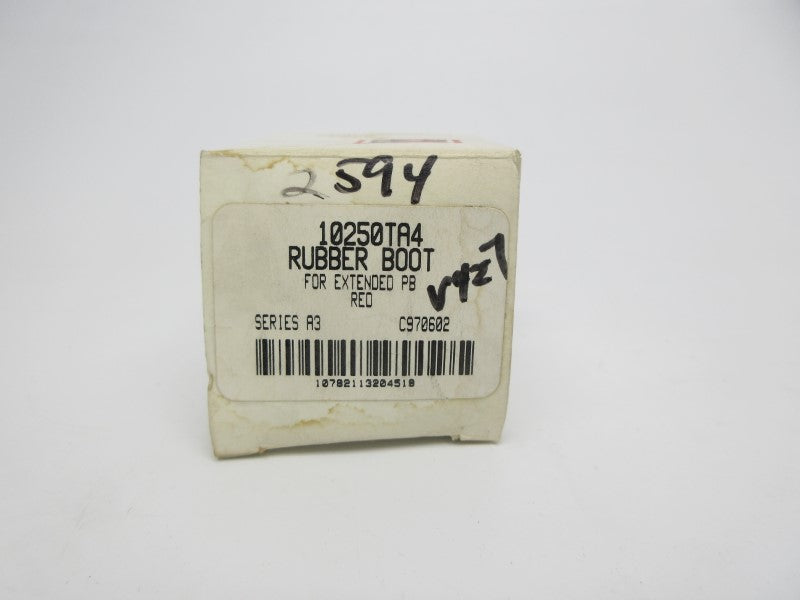 2594
10250TA4
RUBBER BOOT
FOR EXTENDED PB
RED
SERIES A3 C970602
10782113204518